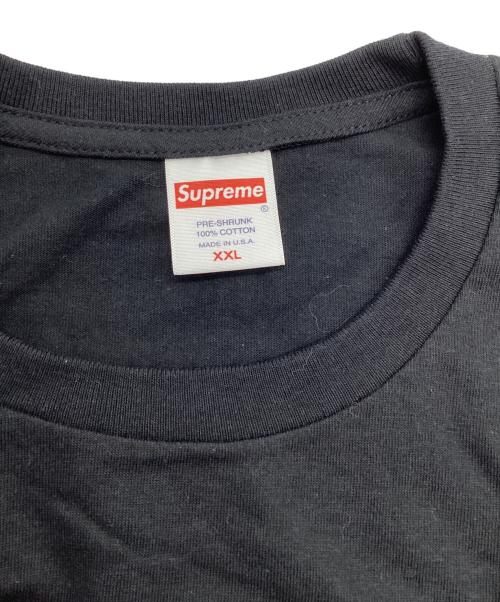 Supreme
©
PRE-SHRUNK
100% COTTON
MADE IN U.S.A.
XXL